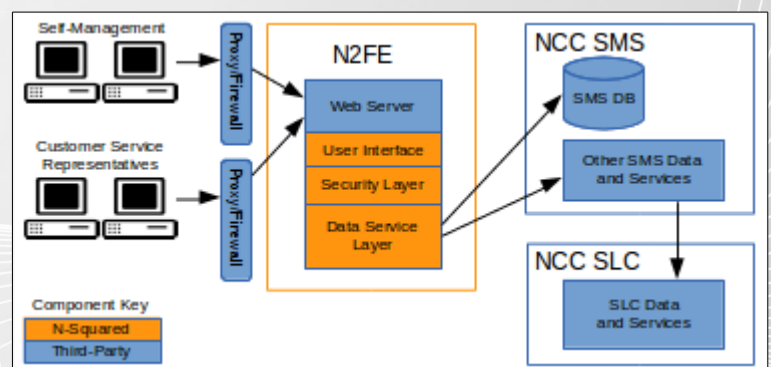 Self-Management
Proxy/Firewall
Customer Service
Representatives
Proxy/Firewall
N2FE
Web Server
User Interface
Security Layer
Data Service
Layer
NCC SMS
SMS DB
Other SMS Data
and Services
NCC SLC
SLC Data
and Services
Component Key
N-Squared
Third-Party